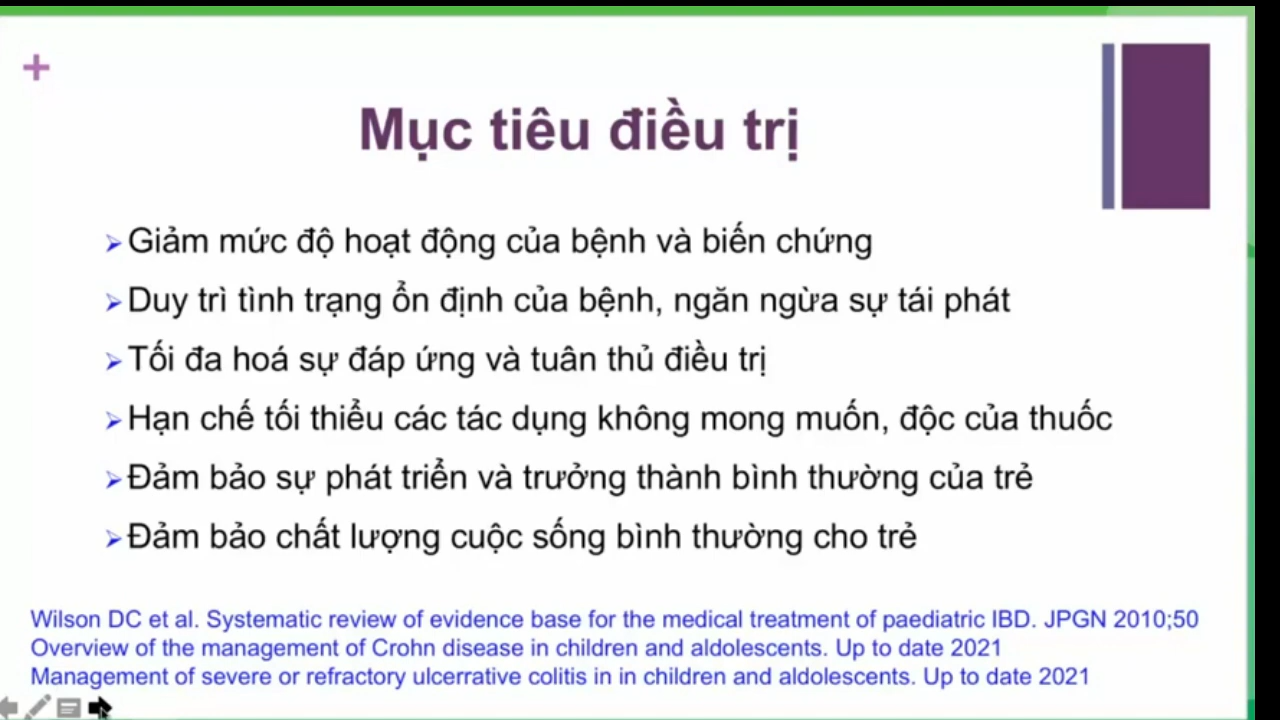 Mục tiêu điều trị
Giảm mức độ hoạt động của bệnh và biến chứng
Duy trì tình trạng ổn định của bệnh, ngăn ngừa sự tái phát
Tối đa hoá sự đáp ứng và tuân thủ điều trị
Hạn chế tối thiểu các tác dụng không mong muốn, độc của thuốc
Đảm bảo sự phát triển và trưởng thành bình thường của trẻ
Đảm bảo chất lượng cuộc sống bình thường cho trẻ
Wilson DC et al. Systematic review of evidence base for the medical treatment of paediatric IBD. JPGN 2010;50
Overview of the management of Crohn disease in children and aldolescents. Up to date 2021
Management of severe or refractory ulcerrative colitis in in children and aldolescents. Up to date 2021